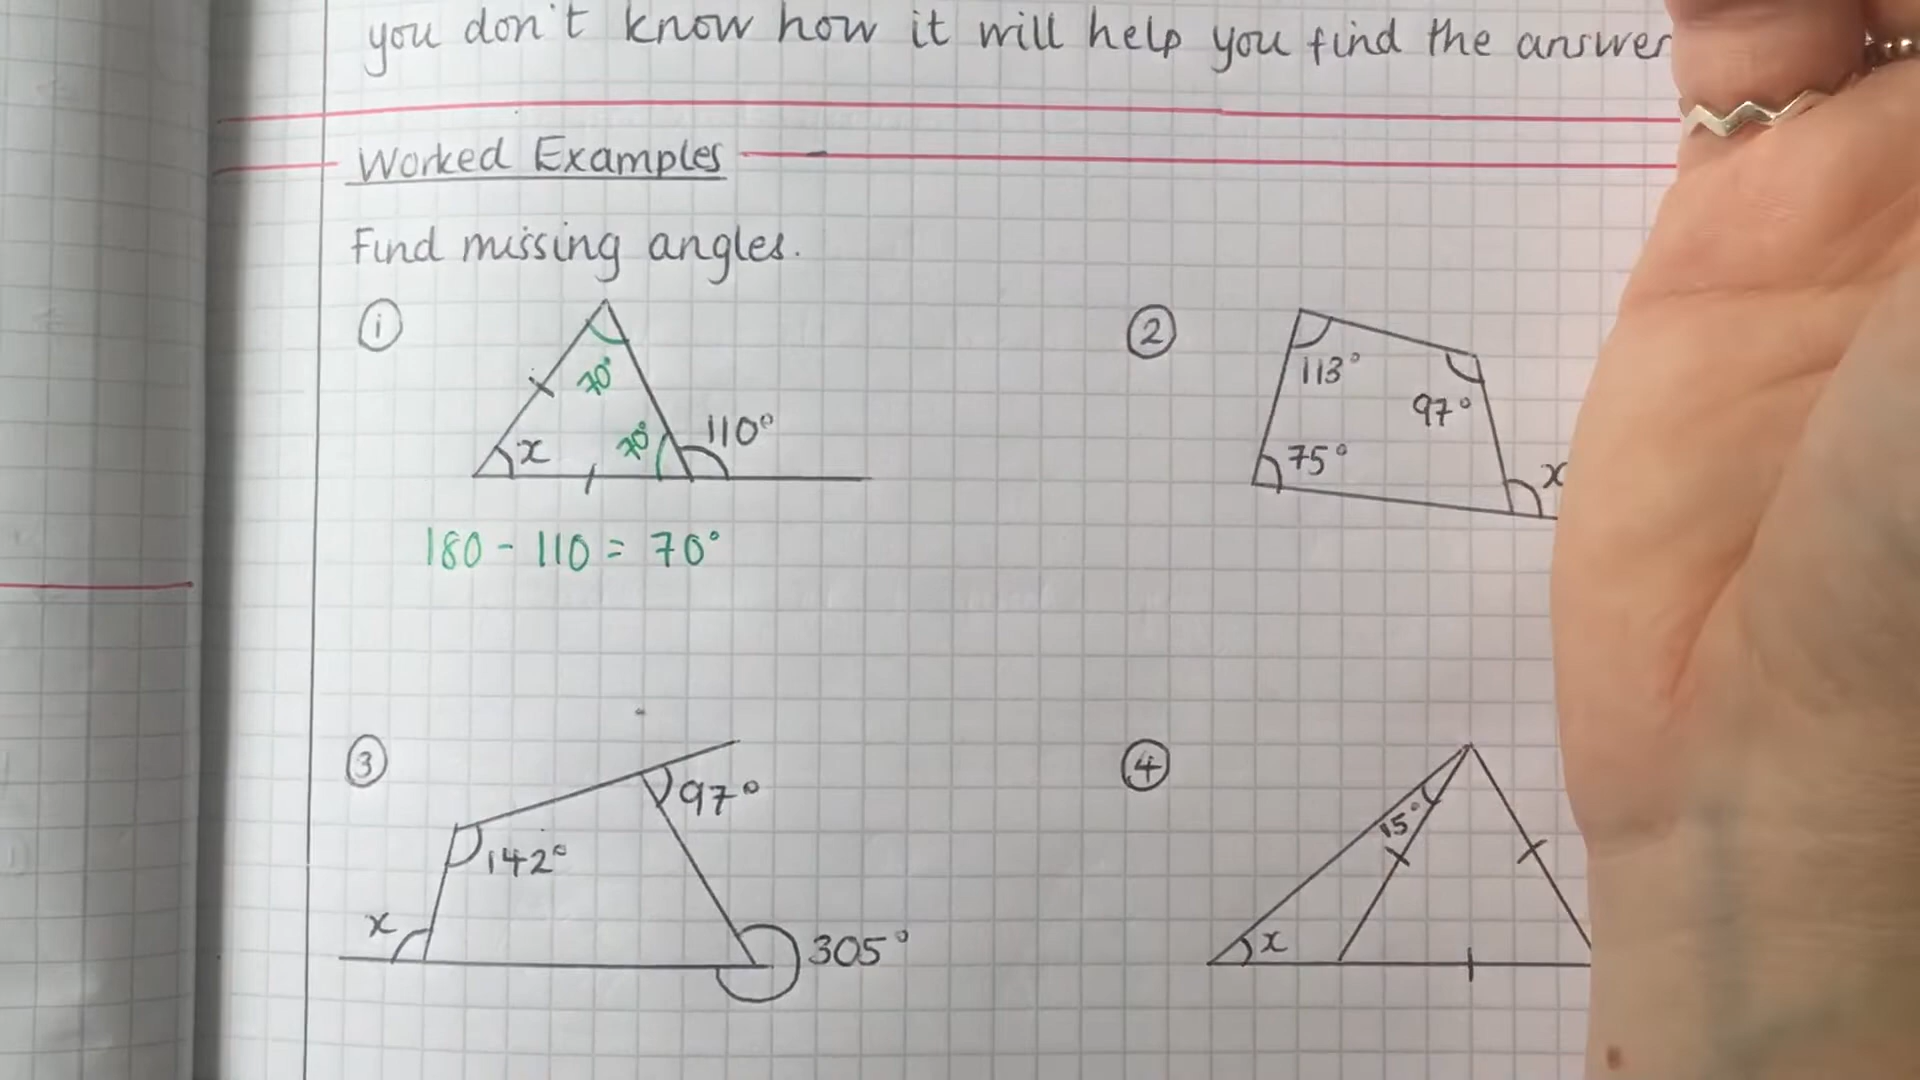 you don't know how it will help you find the answer
Worked Examples
Find missing angles.
1
70°
x
70°
110°
180 - 110 = 70°
2
113°
97°
75°
x
3
97°
142°
x
305°
4
15°
x